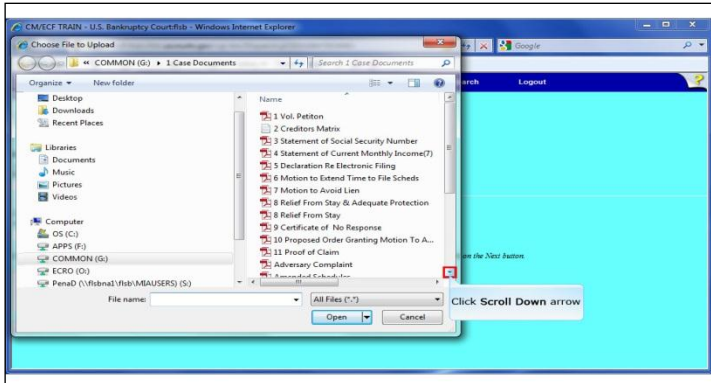 CM/ECF TRAIN - U.S. Bankruptcy Court:flsb - Windows Internet Explorer
Choose File to Upload
« COMMON (G:) ▸ 1 Case Documents
Search 1 Case Documents
Google
Organize
New folder
arch
Logout
?
Desktop
Downloads
Recent Places
Libraries
Documents
Music
Pictures
Videos
Computer
OS (C:)
APPS (F:)
COMMON (G:)
ECRO (O:)
PenaD (\\flsbna1\flsb\MIAUSERS) (S:)
Name
1 Vol. Petiton
2 Creditors Matrix
3 Statement of Social Security Number
4 Statement of Current Monthly Income(7)
5 Declaration Re Electronic Filing
6 Motion to Extend Time to File Scheds
7 Motion to Avoid Lien
8 Relief From Stay & Adequate Protection
8 Relief From Stay
9 Certificate of No Response
10 Proposed Order Granting Motion To A...
11 Proof of Claim
Adversary Complaint
Amended Schedules
on the Next button.
File name:
All Files (*.*)
Open
Cancel
Click Scroll Down arrow